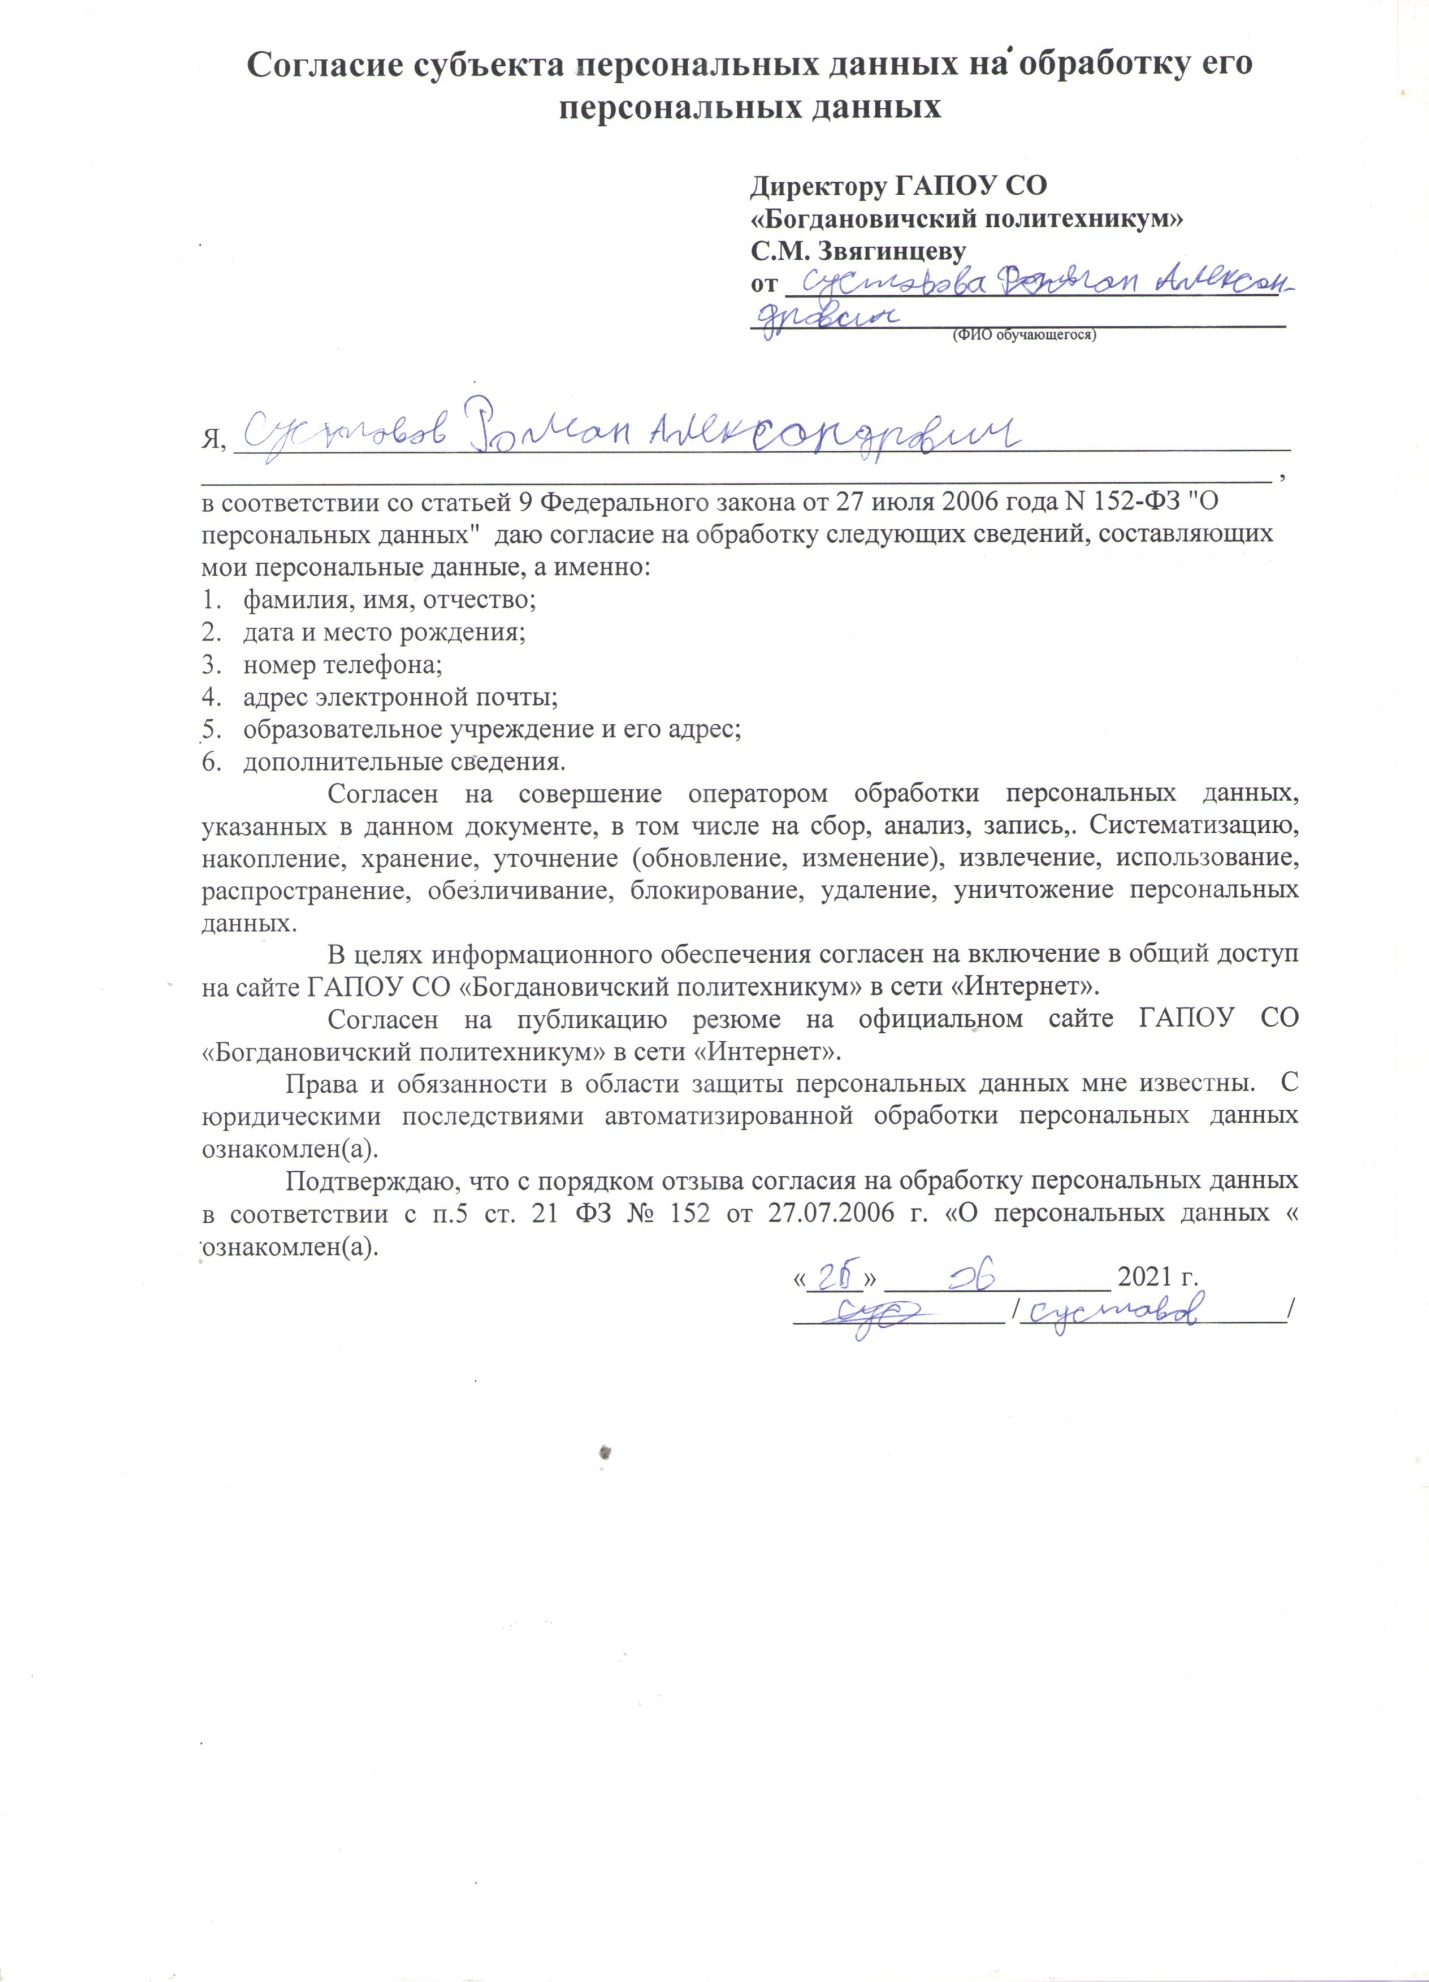 Согласие субъекта персональных данных на обработку его
персональных данных
Директору ГАПОУ СО
«Богдановичский политехникум»
С.М. Звягинцеву
от Сустовова Роман Алексан-
дрович
(ФИО обучающегося)
Я, Сустовов Роман Александрович
,
в соответствии со статьей 9 Федерального закона от 27 июля 2006 года N 152-ФЗ "О
персональных данных" даю согласие на обработку следующих сведений, составляющих
мои персональные данные, а именно:
1. фамилия, имя, отчество;
2. дата и место рождения;
3. номер телефона;
4. адрес электронной почты;
5. образовательное учреждение и его адрес;
6. дополнительные сведения.
Согласен на совершение оператором обработки персональных данных,
указанных в данном документе, в том числе на сбор, анализ, запись,. Систематизацию,
накопление, хранение, уточнение (обновление, изменение), извлечение, использование,
распространение, обезличивание, блокирование, удаление, уничтожение персональных
данных.
В целях информационного обеспечения согласен на включение в общий доступ
на сайте ГАПОУ СО «Богдановичский политехникум» в сети «Интернет».
Согласен на публикацию резюме на официальном сайте ГАПОУ СО
«Богдановичский политехникум» в сети «Интернет».
Права и обязанности в области защиты персональных данных мне известны. С
юридическими последствиями автоматизированной обработки персональных данных
ознакомлен(а).
Подтверждаю, что с порядком отзыва согласия на обработку персональных данных
в соответствии с п.5 ст. 21 ФЗ № 152 от 27.07.2006 г. «О персональных данных «
ознакомлен(а).
« » 06 2021 г.
/ /